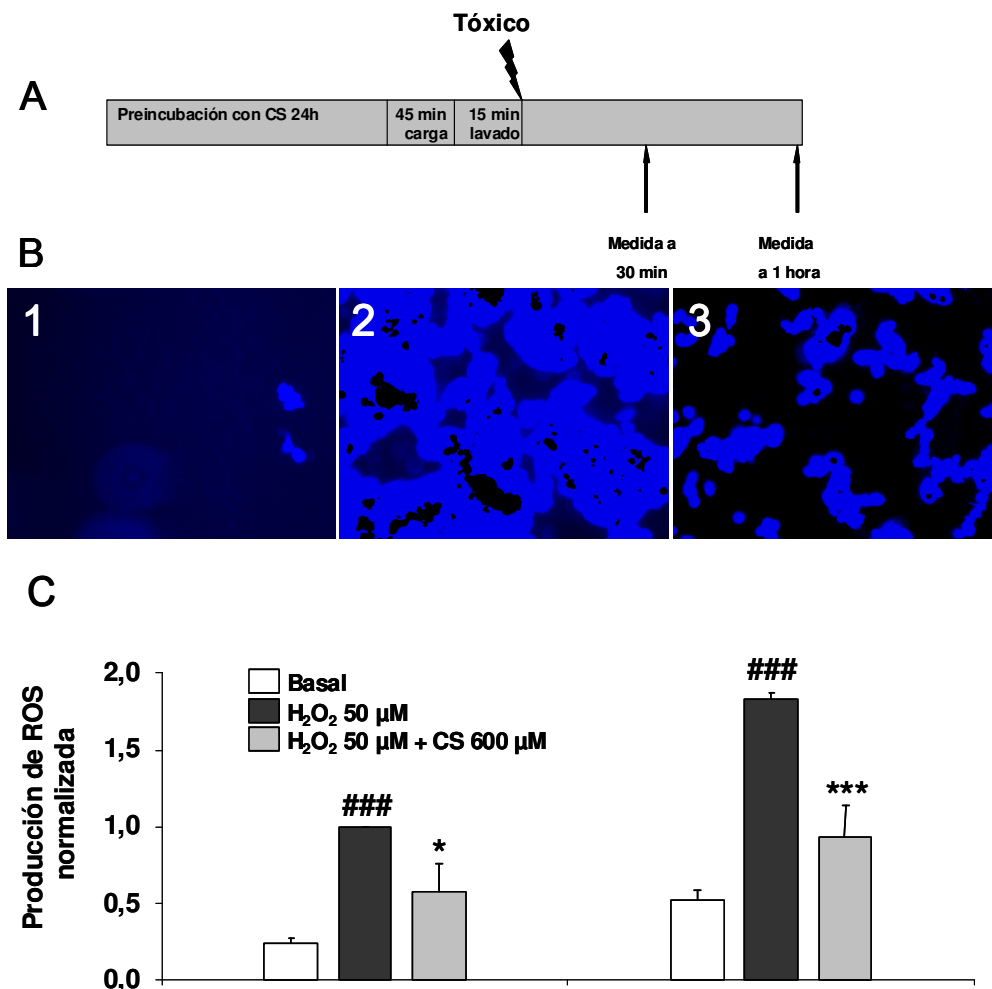 Tóxico
A
Preincubación con CS 24h
45 min
carga
15 min
lavado
Medida a
30 min
Medida
a 1 hora
B
1
2
3
C
Producción de ROS
normalizada
2,0
1,5
1,0
0,5
0,0
Basal
H₂O₂ 50 µM
H₂O₂ 50 µM + CS 600 µM
###
*
###
***